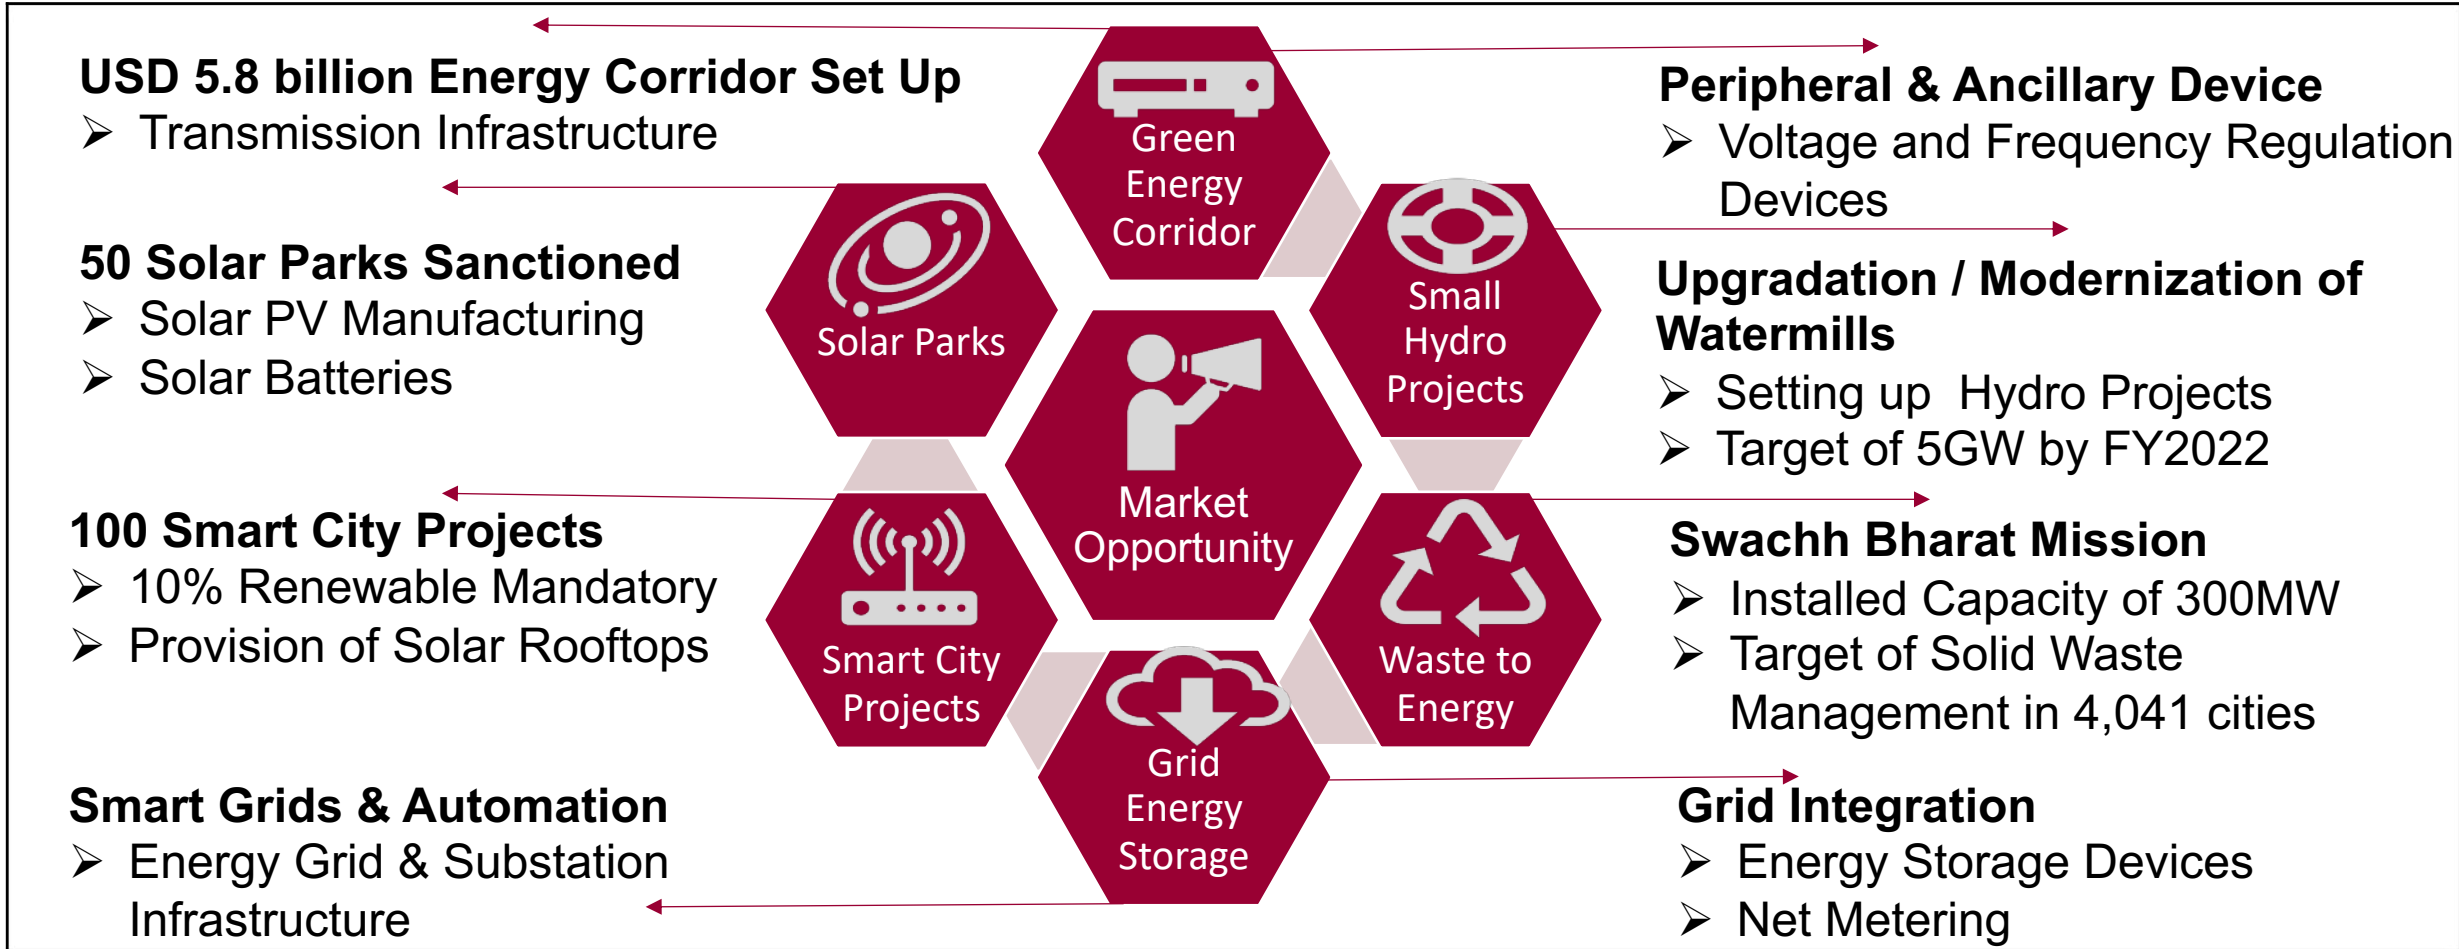 USD 5.8 billion Energy Corridor Set Up
➢ Transmission Infrastructure
50 Solar Parks Sanctioned
➢ Solar PV Manufacturing
➢ Solar Batteries
100 Smart City Projects
➢ 10% Renewable Mandatory
➢ Provision of Solar Rooftops
Smart Grids & Automation
➢ Energy Grid & Substation
Infrastructure
Green
Energy
Corridor
Solar Parks
Small
Hydro
Projects
Market
Opportunity
Smart City
Projects
Waste to
Energy
Grid
Energy
Storage
Peripheral & Ancillary Device
➢ Voltage and Frequency Regulation
Devices
Upgradation / Modernization of
Watermills
➢ Setting up  Hydro Projects
➢ Target of 5GW by FY2022
Swachh Bharat Mission
➢ Installed Capacity of 300MW
➢ Target of Solid Waste
Management in 4,041 cities
Grid Integration
➢ Energy Storage Devices
➢ Net Metering